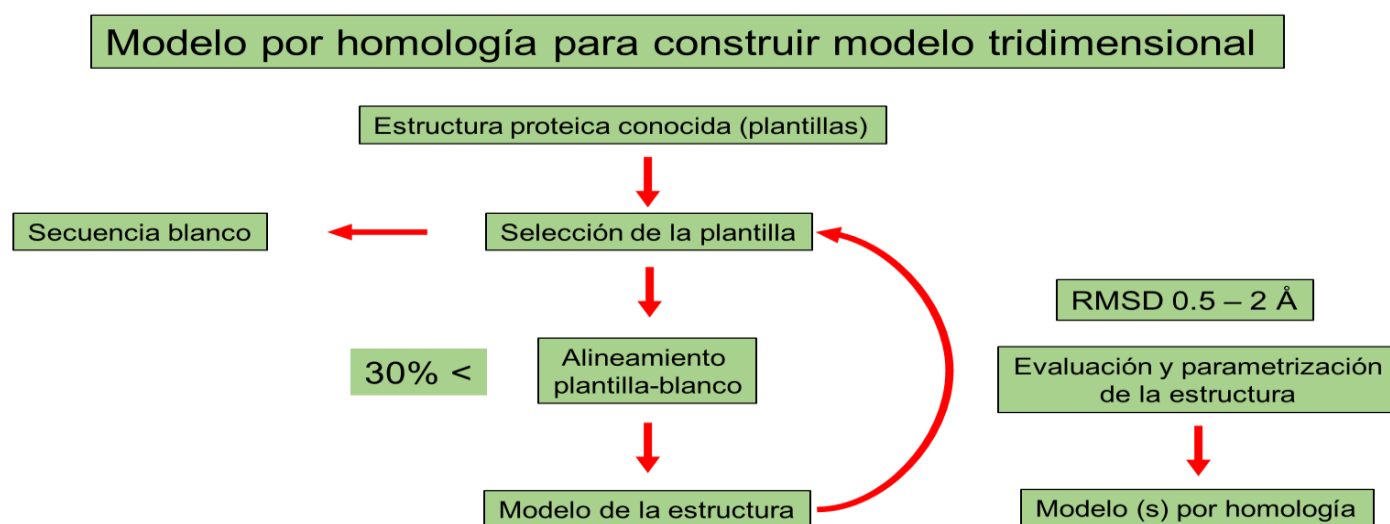 Modelo por homología para construir modelo tridimensional
Estructura proteica conocida (plantillas)
Secuencia blanco
Selección de la plantilla
RMSD 0.5 – 2 Å
30% <
Alineamiento
plantilla-blanco
Evaluación y parametrización
de la estructura
Modelo de la estructura
Modelo (s) por homología